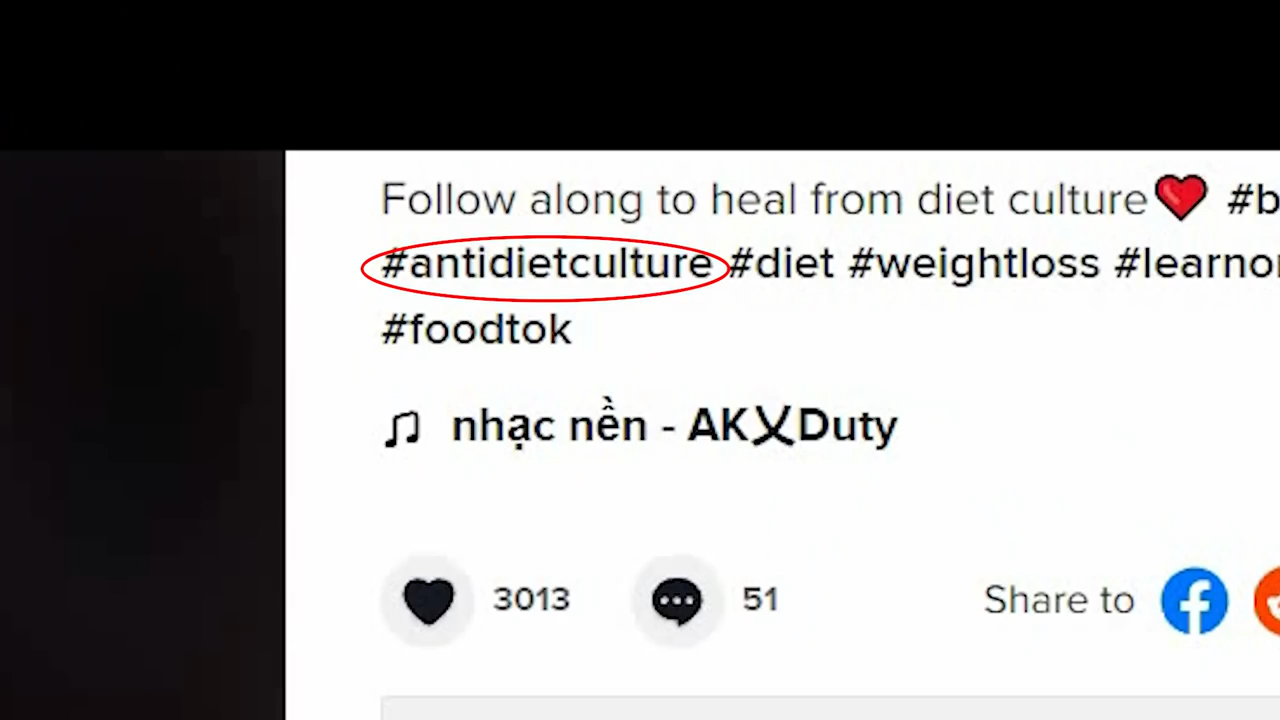 Follow along to heal from diet culture❤️ #b
#antidietculture #diet #weightloss #learnor
#foodtok
nhạc nền - AK乂Duty
3013 51 Share to